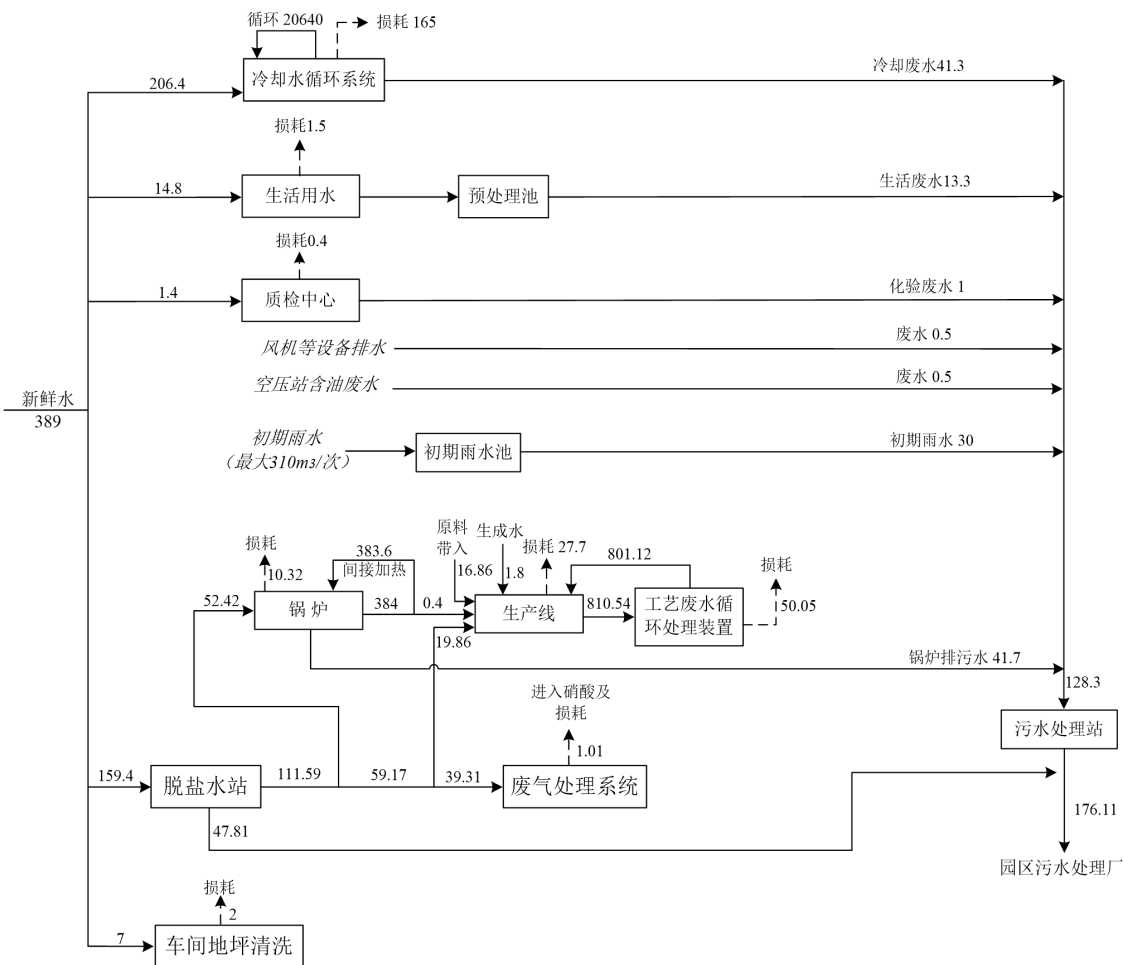 循环 20640
损耗 165
冷却水循环系统
冷却废水41.3
206.4
损耗1.5
14.8
生活用水
预处理池
生活废水13.3
损耗0.4
1.4
质检中心
化验废水 1
风机等设备排水
废水 0.5
空压站含油废水
废水 0.5
新鲜水
389
初期雨水
（最大310m3/次）
初期雨水池
初期雨水 30
损耗
10.32
383.6
间接加热
原料
带入
16.86
生成水
1.8
损耗 27.7
801.12
损耗
50.05
52.42
锅 炉
384
0.4
生产线
810.54
工艺废水循
环处理装置
19.86
锅炉排污水 41.7
128.3
进入硝酸及
损耗
1.01
污水处理站
159.4
脱盐水站
111.59
59.17
39.31
废气处理系统
47.81
176.11
园区污水处理厂
损耗
2
7
车间地坪清洗